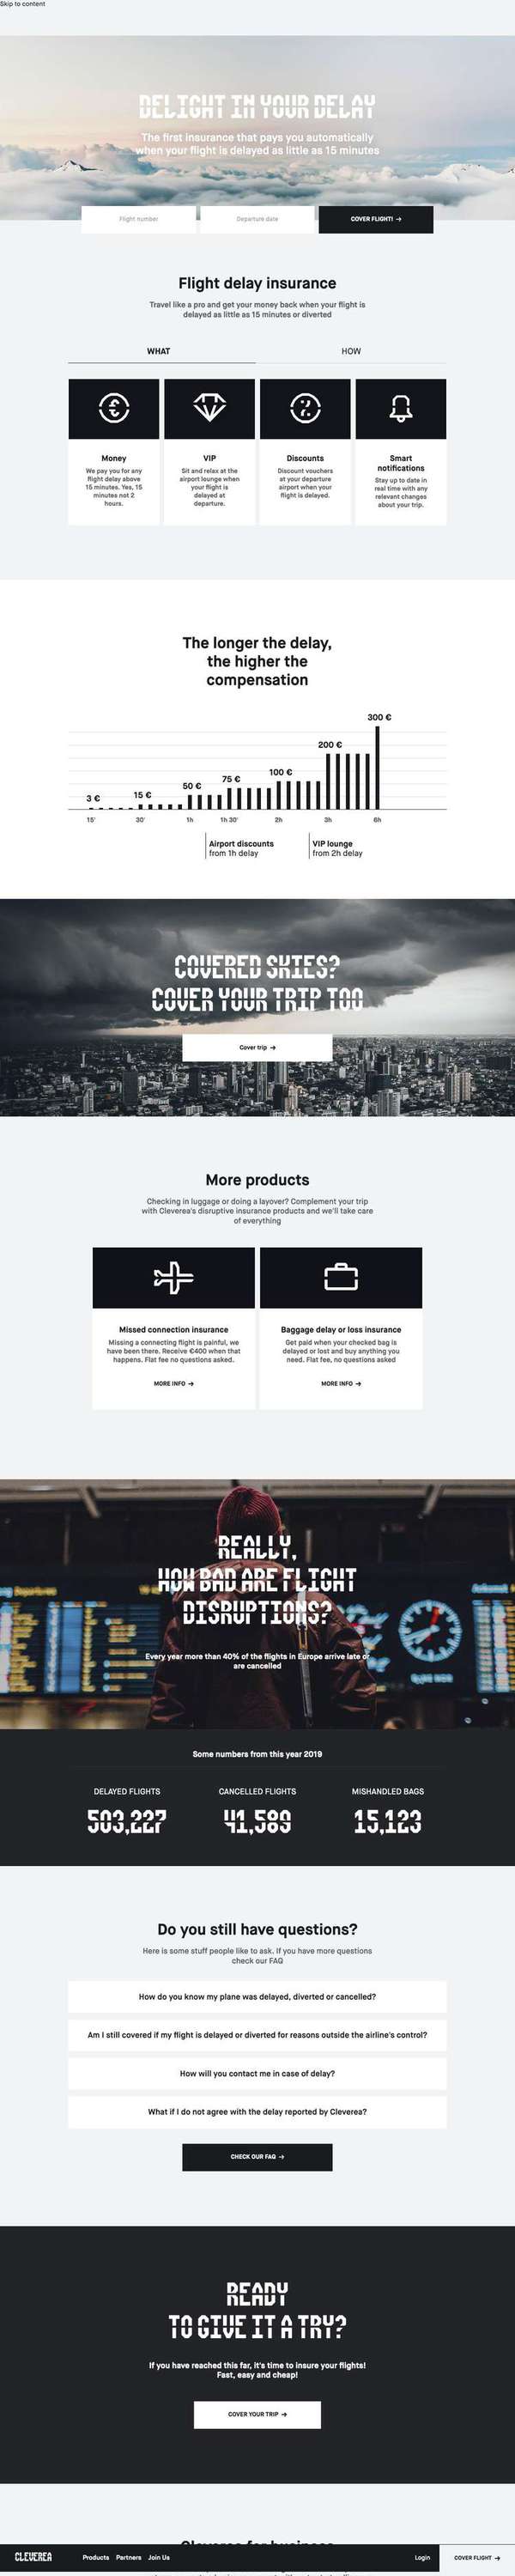 Skip to content
DELIGHT IN YOUR DELAY
The first insurance that pays you automatically
when your flight is delayed as little as 15 minutes
Flight number
Departure date
COVER FLIGHT! →
Flight delay insurance
Travel like a pro and get your money back when your flight is
delayed as little as 15 minutes or diverted
WHAT
HOW
Money
We pay you for any
flight delay above
15 minutes. Yes, 15
minutes not 2
hours.
VIP
Sit and relax at the
airport lounge when
your flight is
delayed at
departure.
Discounts
Discount vouchers
at your departure
airport when your
flight is delayed.
Smart
notifications
Stay up to date in
real time with any
relevant changes
about your trip.
The longer the delay,
the higher the
compensation
3 €
15 €
50 €
75 €
100 €
200 €
300 €
15'
30'
1h
1h 30'
2h
3h
6h
Airport discounts
from 1h delay
VIP lounge
from 2h delay
COVERED SKIES?
COVER YOUR TRIP TOO
Cover trip →
More products
Checking in luggage or doing a layover? Complement your trip
with Cleverea's disruptive insurance products and we'll take care
of everything
Missed connection insurance
Missing a connecting flight is painful, we
have been there. Receive €400 when that
happens. Flat fee no questions asked.
MORE INFO →
Baggage delay or loss insurance
Get paid when your checked bag is
delayed or lost and buy anything you
need. Flat fee, no questions asked
MORE INFO →
REALLY,
HOW BAD ARE FLIGHT
DISRUPTIONS?
Every year more than 40% of the flights in Europe arrive late or
are cancelled
Some numbers from this year 2019
DELAYED FLIGHTS
503,227
CANCELLED FLIGHTS
41,589
MISHANDLED BAGS
15,123
Do you still have questions?
Here is some stuff people like to ask. If you have more questions
check our FAQ
How do you know my plane was delayed, diverted or cancelled?
Am I still covered if my flight is delayed or diverted for reasons outside the airline's control?
How will you contact me in case of delay?
What if I do not agree with the delay reported by Cleverea?
CHECK OUR FAQ →
READY
TO GIVE IT A TRY?
If you have reached this far, it's time to insure your flights!
Fast, easy and cheap!
COVER YOUR TRIP →
Cleverea for business
CLEVEREA
Products
Partners
Join Us
Login
COVER FLIGHT →